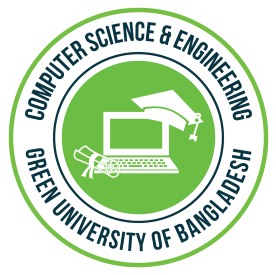 COMPUTER SCIENCE & ENGINEERING
GREEN UNIVERSITY OF BANGLADESH